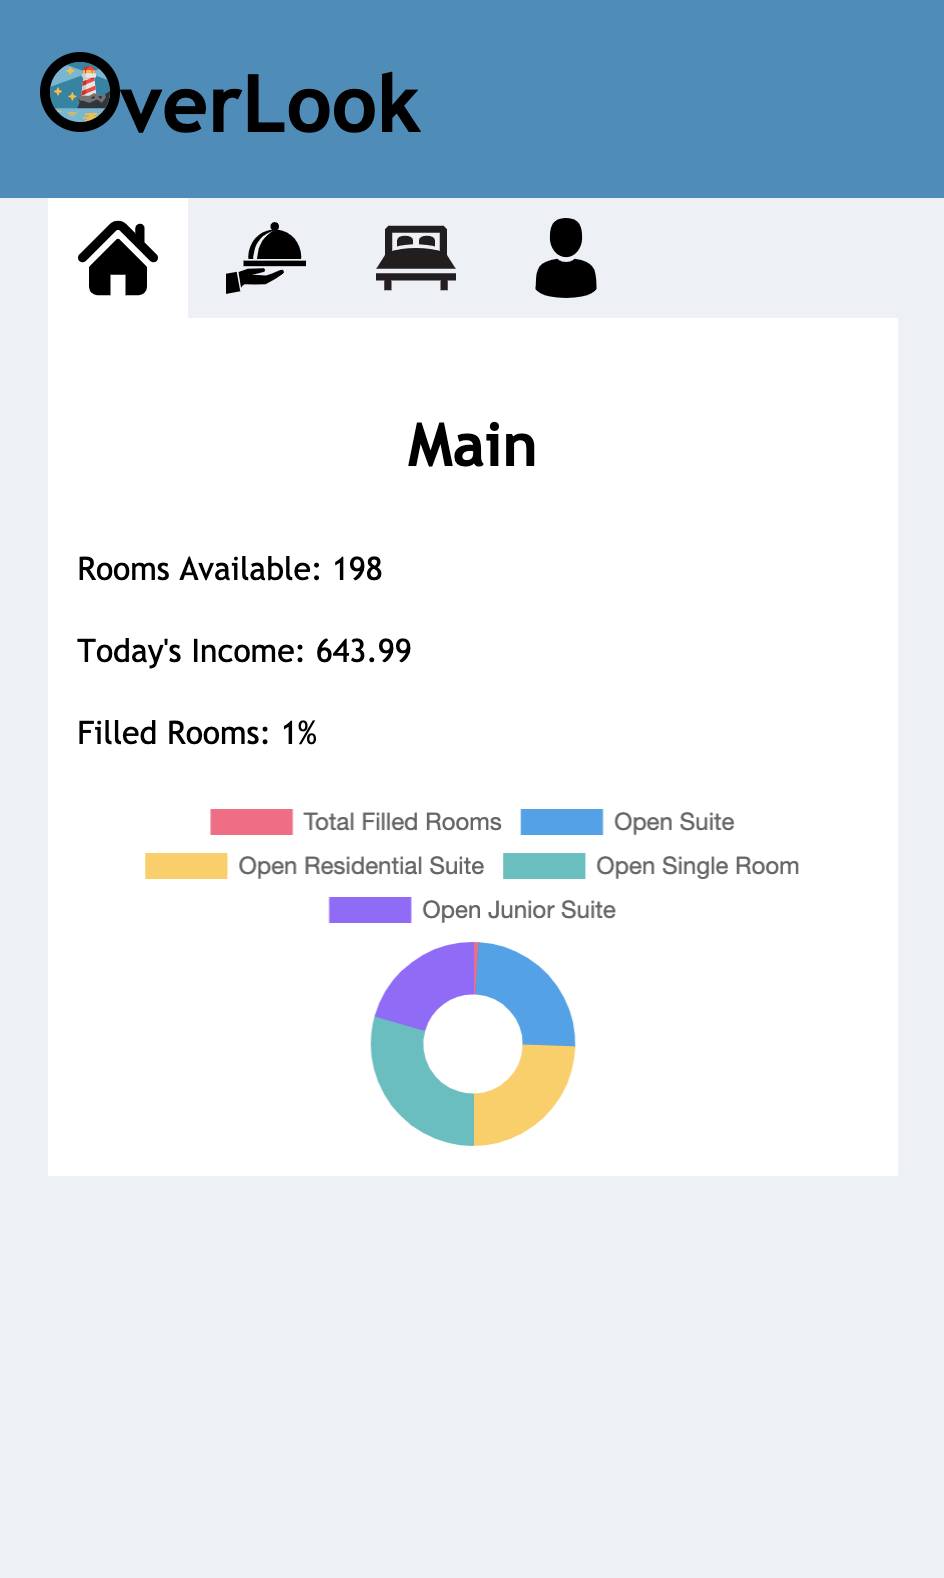 OverLook
Main
Rooms Available: 198
Today's Income: 643.99
Filled Rooms: 1%
Total Filled Rooms Open Suite
Open Residential Suite Open Single Room
Open Junior Suite